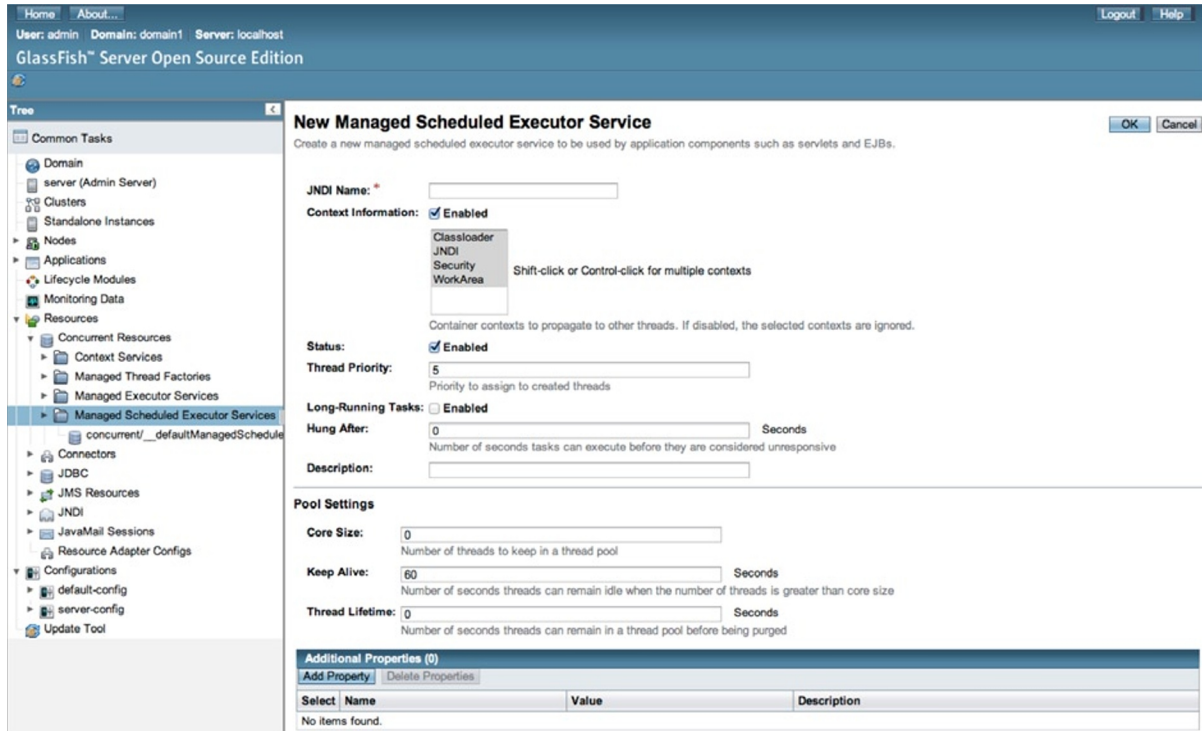 Home About... Logout Help
User: admin Domain: domain1 Server: localhost
GlassFish™ Server Open Source Edition
Tree
Common Tasks
Domain
server (Admin Server)
Clusters
Standalone Instances
Nodes
Applications
Lifecycle Modules
Monitoring Data
Resources
Concurrent Resources
Context Services
Managed Thread Factories
Managed Executor Services
Managed Scheduled Executor Services
concurrent/__defaultManagedSchedule
Connectors
JDBC
JMS Resources
JNDI
JavaMail Sessions
Resource Adapter Configs
Configurations
default-config
server-config
Update Tool
New Managed Scheduled Executor Service
OK Cancel
Create a new managed scheduled executor service to be used by application components such as servlets and EJBs.
JNDI Name: *
Context Information: Enabled
Classloader
JNDI
Security
WorkArea
Shift-click or Control-click for multiple contexts
Container contexts to propagate to other threads. If disabled, the selected contexts are ignored.
Status: Enabled
Thread Priority: 5
Priority to assign to created threads
Long-Running Tasks: Enabled
Hung After: 0 Seconds
Number of seconds tasks can execute before they are considered unresponsive
Description:
Pool Settings
Core Size: 0
Number of threads to keep in a thread pool
Keep Alive: 60 Seconds
Number of seconds threads can remain idle when the number of threads is greater than core size
Thread Lifetime: 0 Seconds
Number of seconds threads can remain in a thread pool before being purged
Additional Properties (0)
Add Property Delete Properties
Select Name Value Description
No items found.